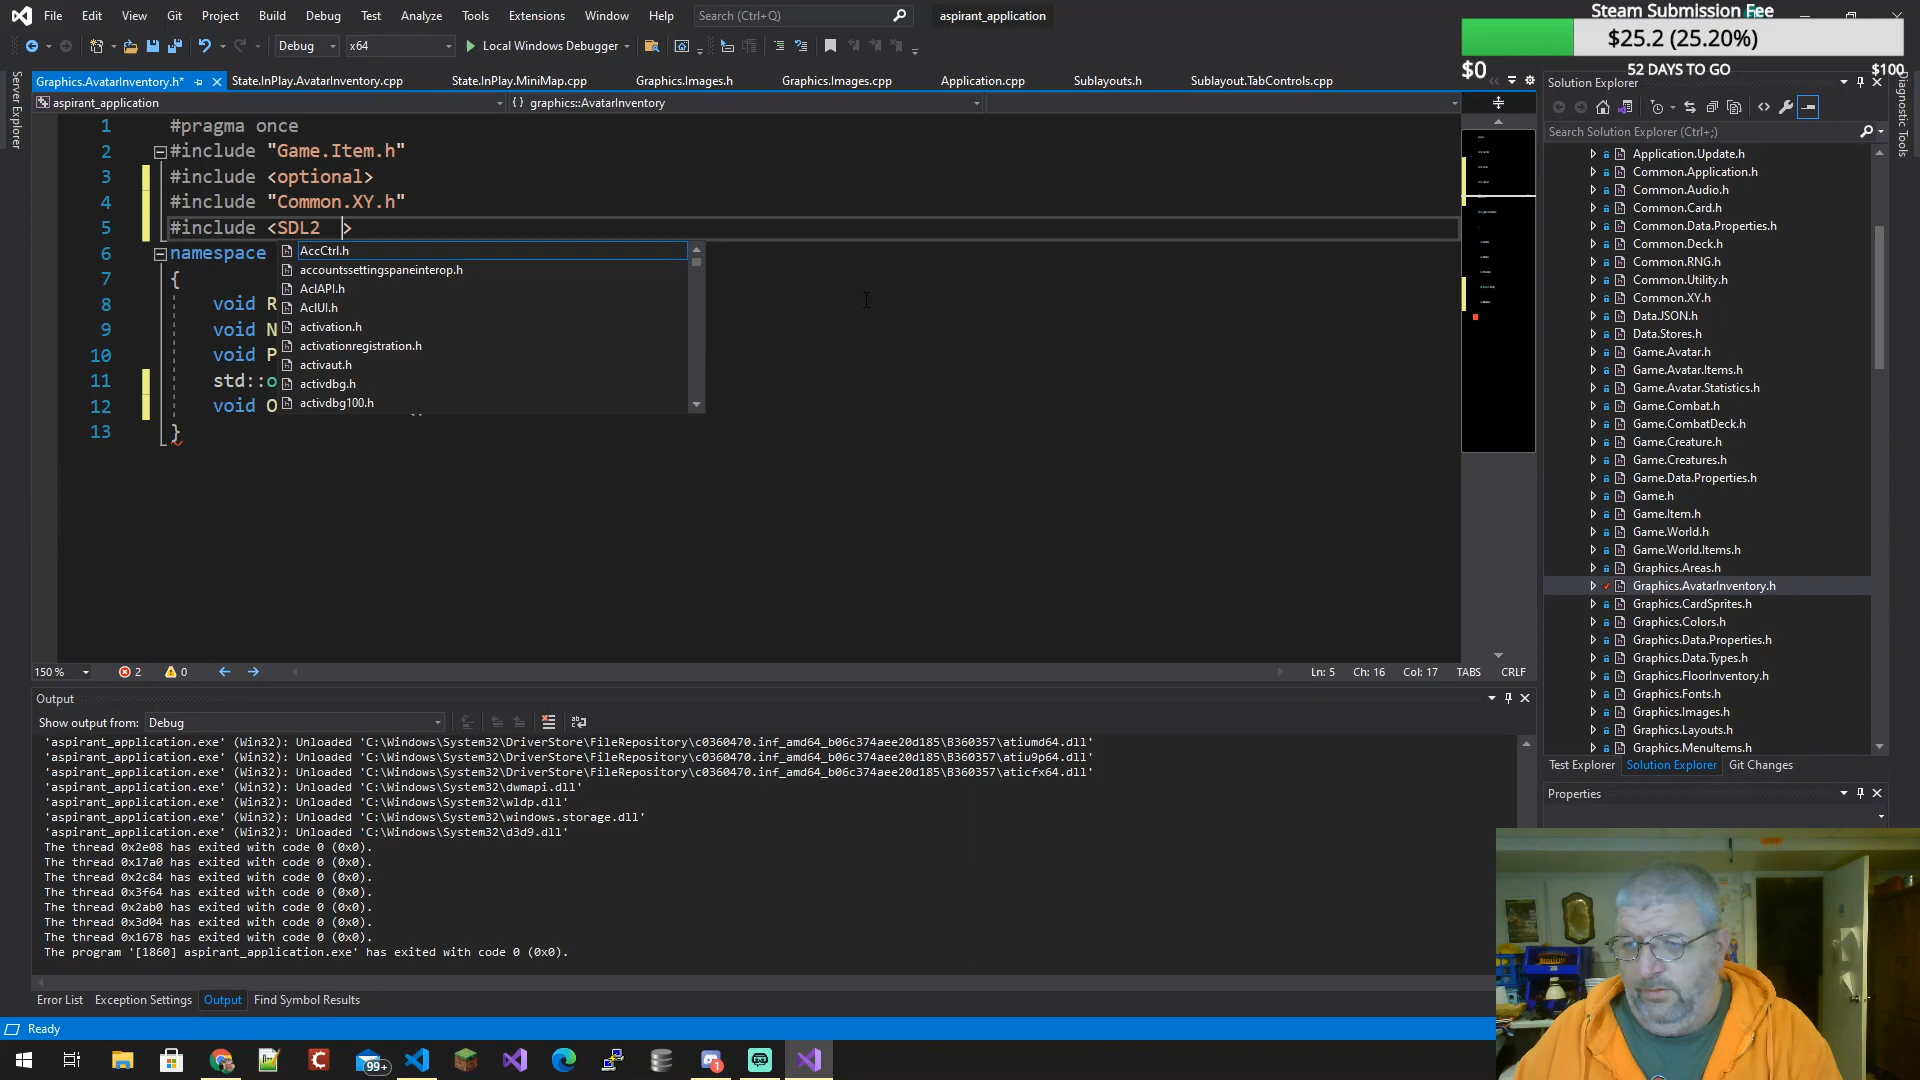 File Edit View Git Project Build Debug Test Analyze Tools Extensions Window Help Search (Ctrl+Q) aspirant_application
Steam Submission Fee
$25.2 (25.20%)
$0 52 DAYS TO GO $100
Debug x64 Local Windows Debugger
Server Explorer
Diagnostic Tools
Graphics.AvatarInventory.h* State.InPlay.AvatarInventory.cpp State.InPlay.MiniMap.cpp Graphics.Images.h Graphics.Images.cpp Application.cpp Sublayouts.h Sublayout.TabControls.cpp
aspirant_application {} graphics::AvatarInventory
1 #pragma once
2 #include "Game.Item.h"
3 #include <optional>
4 #include "Common.XY.h"
5 #include <SDL2 >
6 namespace
7 {
8 void R
9 void N
10 void P
11 std::o
12 void O ()
13 }
AccCtrl.h
accountssettingspaneinterop.h
AclAPI.h
AclUI.h
activation.h
activationregistration.h
activaut.h
activdbg.h
activdbg100.h
150 % 2 0 Ln: 5 Ch: 16 Col: 17 TABS CRLF
Output
Show output from: Debug
'aspirant_application.exe' (Win32): Unloaded 'C:\Windows\System32\DriverStore\FileRepository\c0360470.inf_amd64_b06c374aee20d185\B360357\atiumd64.dll'
'aspirant_application.exe' (Win32): Unloaded 'C:\Windows\System32\DriverStore\FileRepository\c0360470.inf_amd64_b06c374aee20d185\B360357\atiu9p64.dll'
'aspirant_application.exe' (Win32): Unloaded 'C:\Windows\System32\DriverStore\FileRepository\c0360470.inf_amd64_b06c374aee20d185\B360357\aticfx64.dll'
'aspirant_application.exe' (Win32): Unloaded 'C:\Windows\System32\dwmapi.dll'
'aspirant_application.exe' (Win32): Unloaded 'C:\Windows\System32\wldp.dll'
'aspirant_application.exe' (Win32): Unloaded 'C:\Windows\System32\windows.storage.dll'
'aspirant_application.exe' (Win32): Unloaded 'C:\Windows\System32\d3d9.dll'
The thread 0x2e08 has exited with code 0 (0x0).
The thread 0x17a0 has exited with code 0 (0x0).
The thread 0x2c84 has exited with code 0 (0x0).
The thread 0x3f64 has exited with code 0 (0x0).
The thread 0x2ab0 has exited with code 0 (0x0).
The thread 0x3d04 has exited with code 0 (0x0).
The thread 0x1678 has exited with code 0 (0x0).
The program '[1860] aspirant_application.exe' has exited with code 0 (0x0).
Error List Exception Settings Output Find Symbol Results
Ready
99+
1
Solution Explorer
Search Solution Explorer (Ctrl+;)
Application.Update.h
Common.Application.h
Common.Audio.h
Common.Card.h
Common.Data.Properties.h
Common.Deck.h
Common.RNG.h
Common.Utility.h
Common.XY.h
Data.JSON.h
Data.Stores.h
Game.Avatar.h
Game.Avatar.Items.h
Game.Avatar.Statistics.h
Game.Combat.h
Game.CombatDeck.h
Game.Creature.h
Game.Creatures.h
Game.Data.Properties.h
Game.h
Game.Item.h
Game.World.h
Game.World.Items.h
Graphics.Areas.h
Graphics.AvatarInventory.h
Graphics.CardSprites.h
Graphics.Colors.h
Graphics.Data.Properties.h
Graphics.Data.Types.h
Graphics.FloorInventory.h
Graphics.Fonts.h
Graphics.Images.h
Graphics.Layouts.h
Graphics.MenuItems.h
Test Explorer Solution Explorer Git Changes
Properties